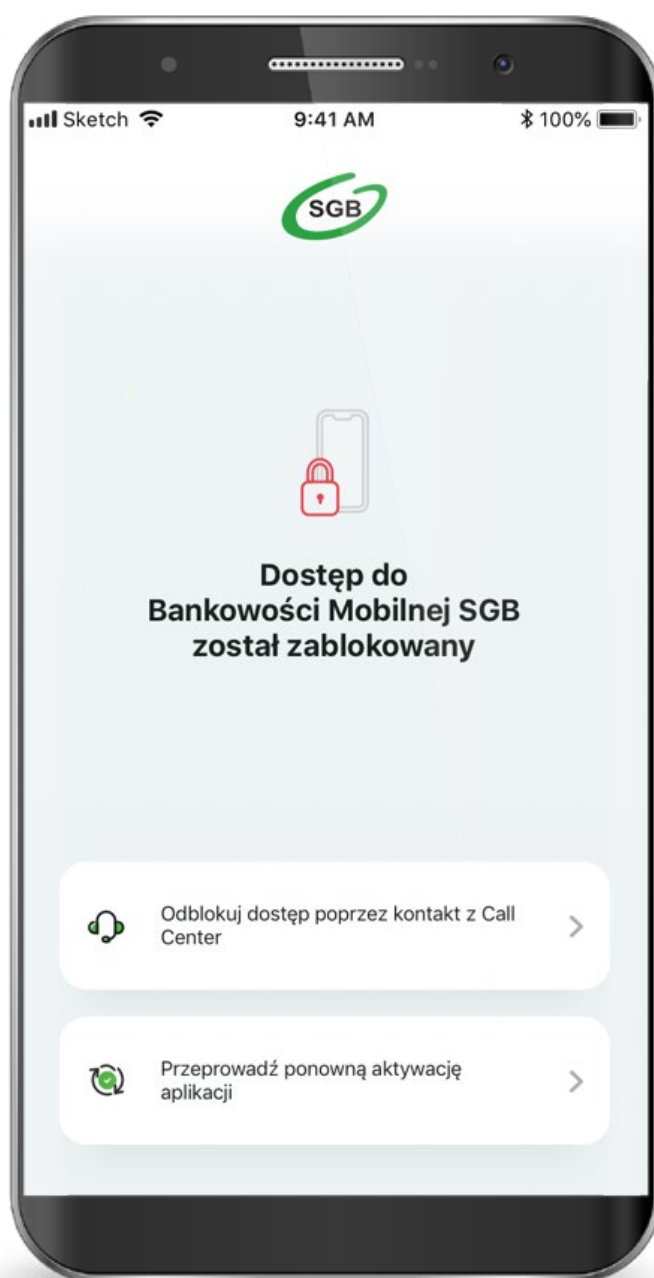 Sketch 9:41 AM 100%
SGB
Dostęp do
Bankowości Mobilnej SGB
został zablokowany
Odblokuj dostęp poprzez kontakt z Call
Center
Przeprowadź ponowną aktywację
aplikacji